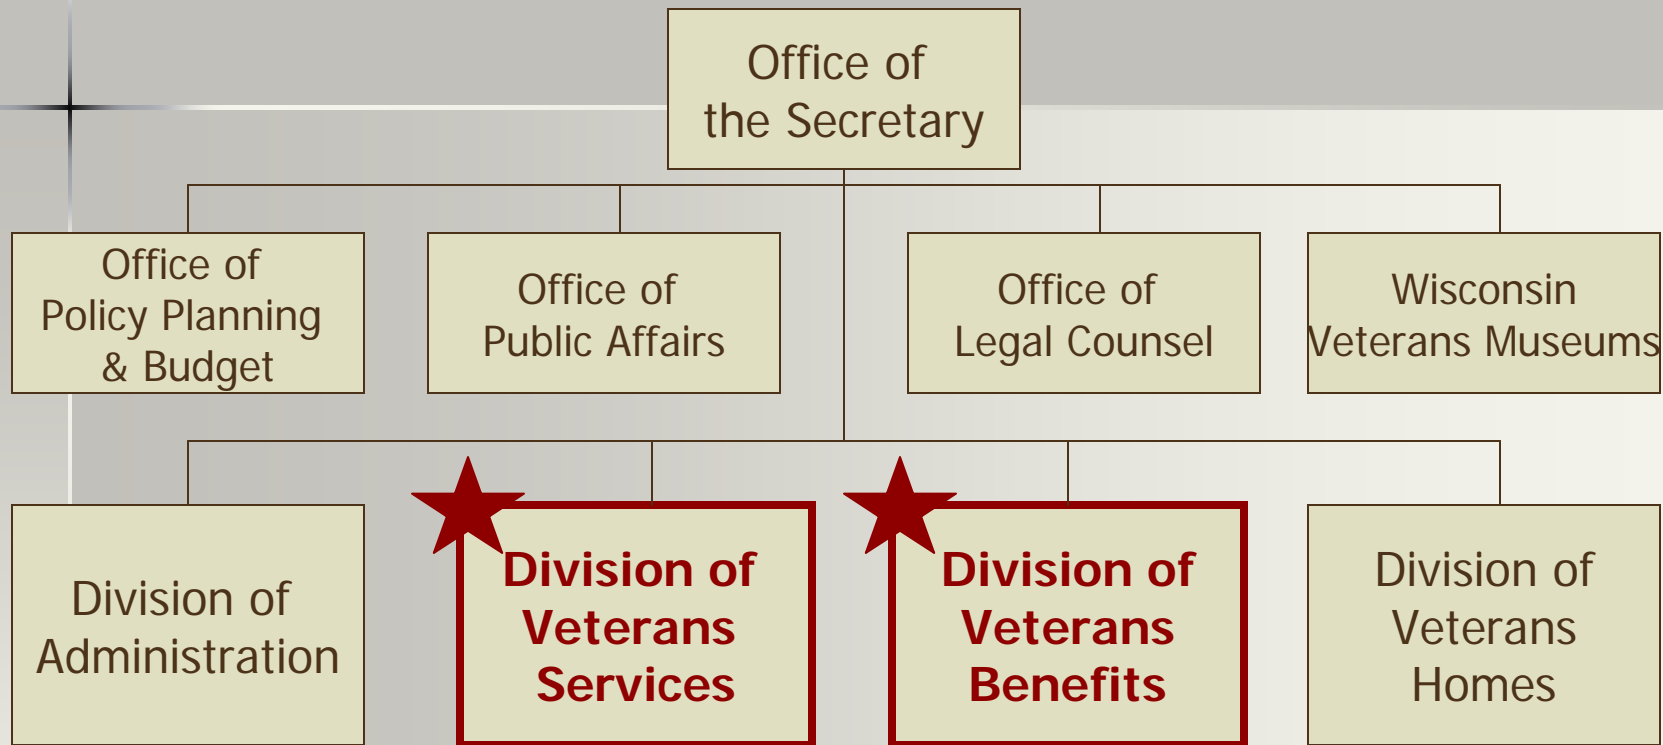 Office of
the Secretary
Office of
Policy Planning
& Budget
Office of
Public Affairs
Office of
Legal Counsel
Wisconsin
Veterans Museums
Division of
Administration
Division of
Veterans
Services
Division of
Veterans
Benefits
Division of
Veterans
Homes